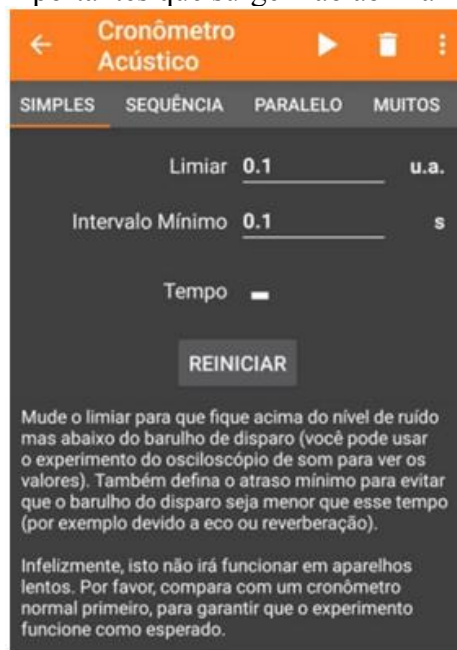 Cronômetro
Acústico
SIMPLES SEQUÊNCIA PARALELO MUITOS
Limiar 0.1 u.a.
Intervalo Mínimo 0.1 s
Tempo -
REINICIAR
Mude o limiar para que fique acima do nível de ruído
mas abaixo do barulho de disparo (você pode usar
o experimento do osciloscópio de som para ver os
valores). Também defina o atraso mínimo para evitar
que o barulho do disparo seja menor que esse tempo
(por exemplo devido a eco ou reverberação).
Infelizmente, isto não irá funcionar em aparelhos
lentos. Por favor, compara com um cronômetro
normal primeiro, para garantir que o experimento
funcione como esperado.